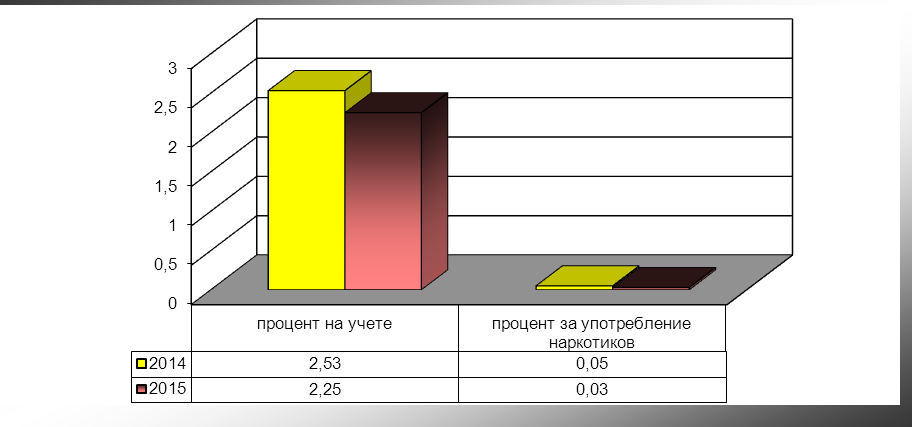 3
2,5
2
1,5
1
0,5
0
процент на учете
процент за употребление
наркотиков
2014 2,53 0,05
2015 2,25 0,03